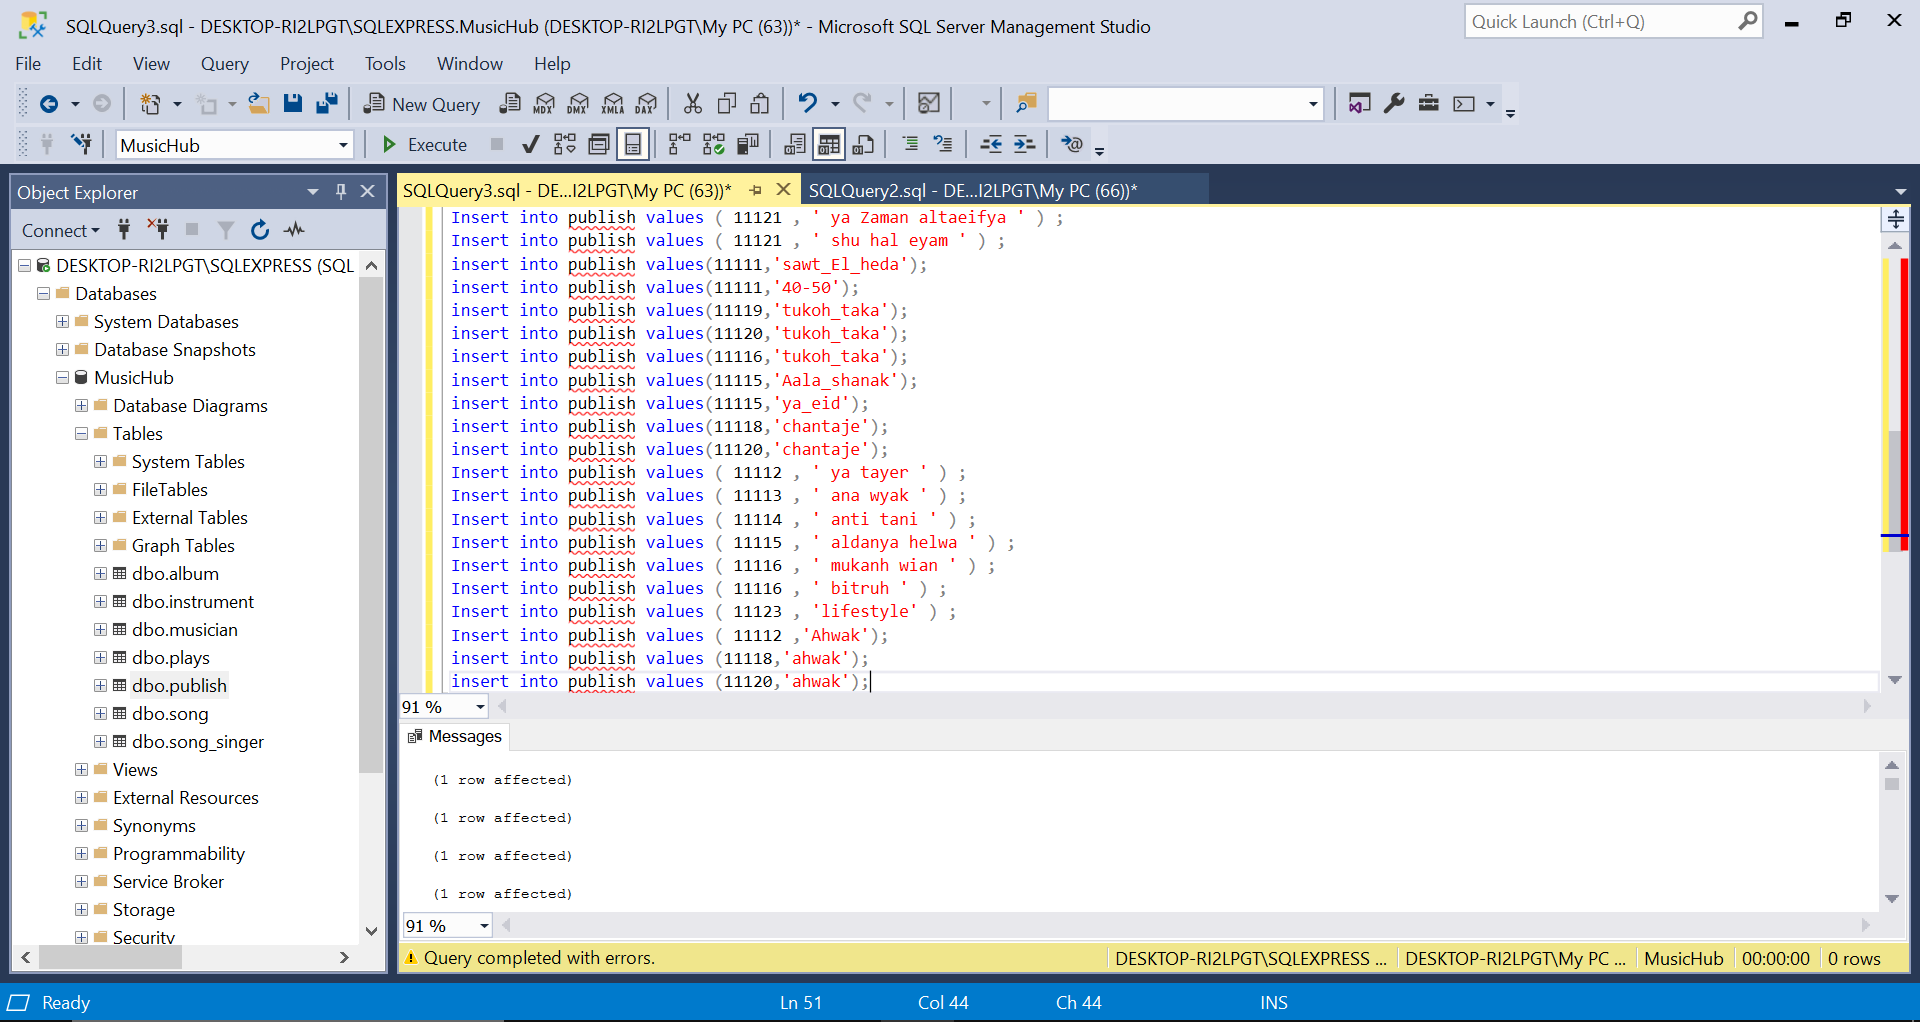 SQLQuery3.sql - DESKTOP-RI2LPGT\SQLEXPRESS.MusicHub (DESKTOP-RI2LPGT\My PC (63))* - Microsoft SQL Server Management Studio
Quick Launch (Ctrl+Q)
File Edit View Query Project Tools Window Help
New Query MDX DMX XMLA DAX
MusicHub Execute
Object Explorer
Connect
DESKTOP-RI2LPGT\SQLEXPRESS (SQL
Databases
System Databases
Database Snapshots
MusicHub
Database Diagrams
Tables
System Tables
FileTables
External Tables
Graph Tables
dbo.album
dbo.instrument
dbo.musician
dbo.plays
dbo.publish
dbo.song
dbo.song_singer
Views
External Resources
Synonyms
Programmability
Service Broker
Storage
Security
SQLQuery3.sql - DE...I2LPGT\My PC (63))* SQLQuery2.sql - DE...I2LPGT\My PC (66))*
Insert into publish values ( 11121 , ' ya Zaman altaeifya ' ) ;
Insert into publish values ( 11121 , ' shu hal eyam ' ) ;
insert into publish values(11111,'sawt_El_heda');
insert into publish values(11111,'40-50');
insert into publish values(11119,'tukoh_taka');
insert into publish values(11120,'tukoh_taka');
insert into publish values(11116,'tukoh_taka');
insert into publish values(11115,'Aala_shanak');
insert into publish values(11115,'ya_eid');
insert into publish values(11118,'chantaje');
insert into publish values(11120,'chantaje');
Insert into publish values ( 11112 , ' ya tayer ' ) ;
Insert into publish values ( 11113 , ' ana wyak ' ) ;
Insert into publish values ( 11114 , ' anti tani ' ) ;
Insert into publish values ( 11115 , ' aldanya helwa ' ) ;
Insert into publish values ( 11116 , ' mukanh wian ' ) ;
Insert into publish values ( 11116 , ' bitruh ' ) ;
Insert into publish values ( 11123 , 'lifestyle' ) ;
Insert into publish values ( 11112 ,'Ahwak');
insert into publish values (11118,'ahwak');
insert into publish values (11120,'ahwak');
91 %
Messages
(1 row affected)
(1 row affected)
(1 row affected)
(1 row affected)
91 %
Query completed with errors. DESKTOP-RI2LPGT\SQLEXPRESS ... DESKTOP-RI2LPGT\My PC ... MusicHub 00:00:00 0 rows
Ready Ln 51 Col 44 Ch 44 INS